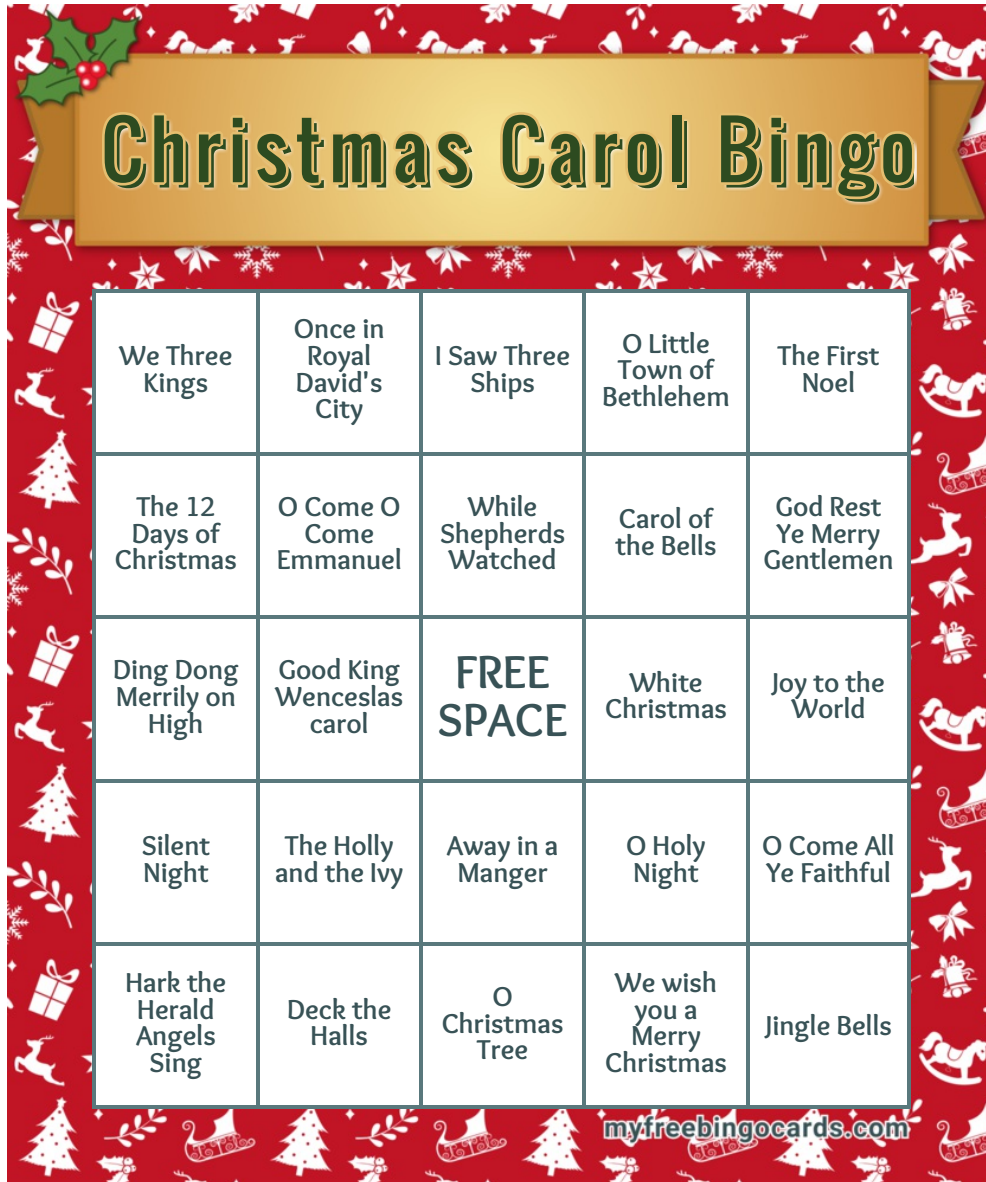 Christmas Carol Bingo
We Three
Kings
Once in
Royal
David's
City
I Saw Three
Ships
O Little
Town of
Bethlehem
The First
Noel
The 12
Days of
Christmas
O Come O
Come
Emmanuel
While
Shepherds
Watched
Carol of
the Bells
God Rest
Ye Merry
Gentlemen
Ding Dong
Merrily on
High
Good King
Wenceslas
carol
FREE
SPACE
White
Christmas
Joy to the
World
Silent
Night
The Holly
and the Ivy
Away in a
Manger
O Holy
Night
O Come All
Ye Faithful
Hark the
Herald
Angels
Sing
Deck the
Halls
O
Christmas
Tree
We wish
you a
Merry
Christmas
Jingle Bells
myfreebingocards.com